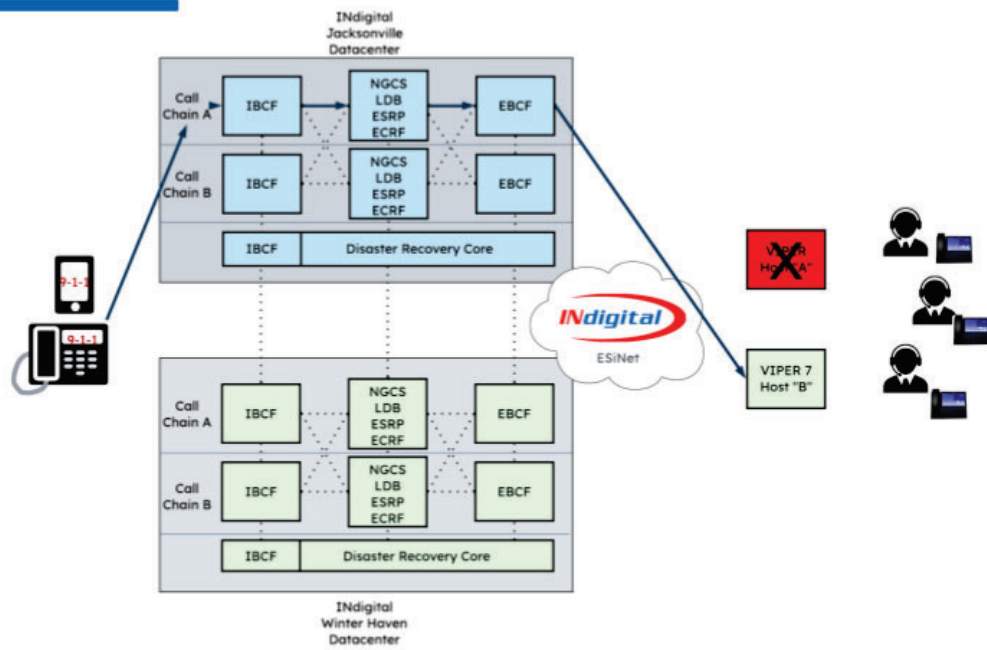 INdigital
Jacksonville
Datacenter
Call
Chain A
IBCF
NGCS
LDB
ESRP
ECRF
EBCF
Call
Chain B
IBCF
NGCS
LDB
ESRP
ECRF
EBCF
IBCF
Disaster Recovery Core
9-1-1
9-1-1
INdigital
ESiNet
VIPER
Host "A"
VIPER 7
Host "B"
Call
Chain A
IBCF
NGCS
LDB
ESRP
ECRF
EBCF
Call
Chain B
IBCF
NGCS
LDB
ESRP
ECRF
EBCF
IBCF
Disaster Recovery Core
INdigital
Winter Haven
Datacenter